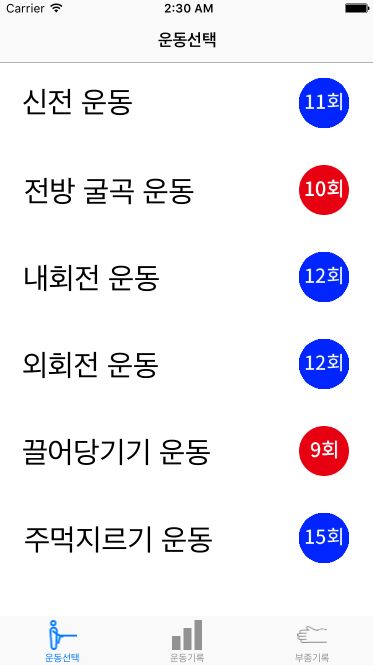 Carrier 2:30 AM
운동선택
신전 운동 11회
전방 굴곡 운동 10회
내회전 운동 12회
외회전 운동 12회
끌어당기기 운동 9회
주먹지르기 운동 15회
운동선택 운동기록 부종기록